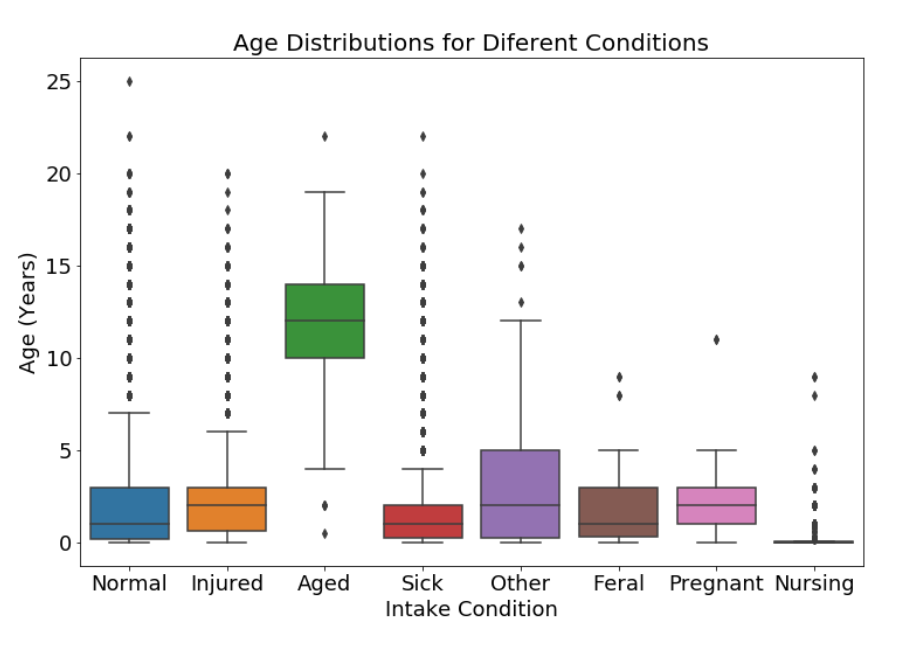 Age Distributions for Diferent Conditions
25
20
15
10
5
0
Age (Years)
Normal Injured Aged Sick Other Feral Pregnant Nursing
Intake Condition